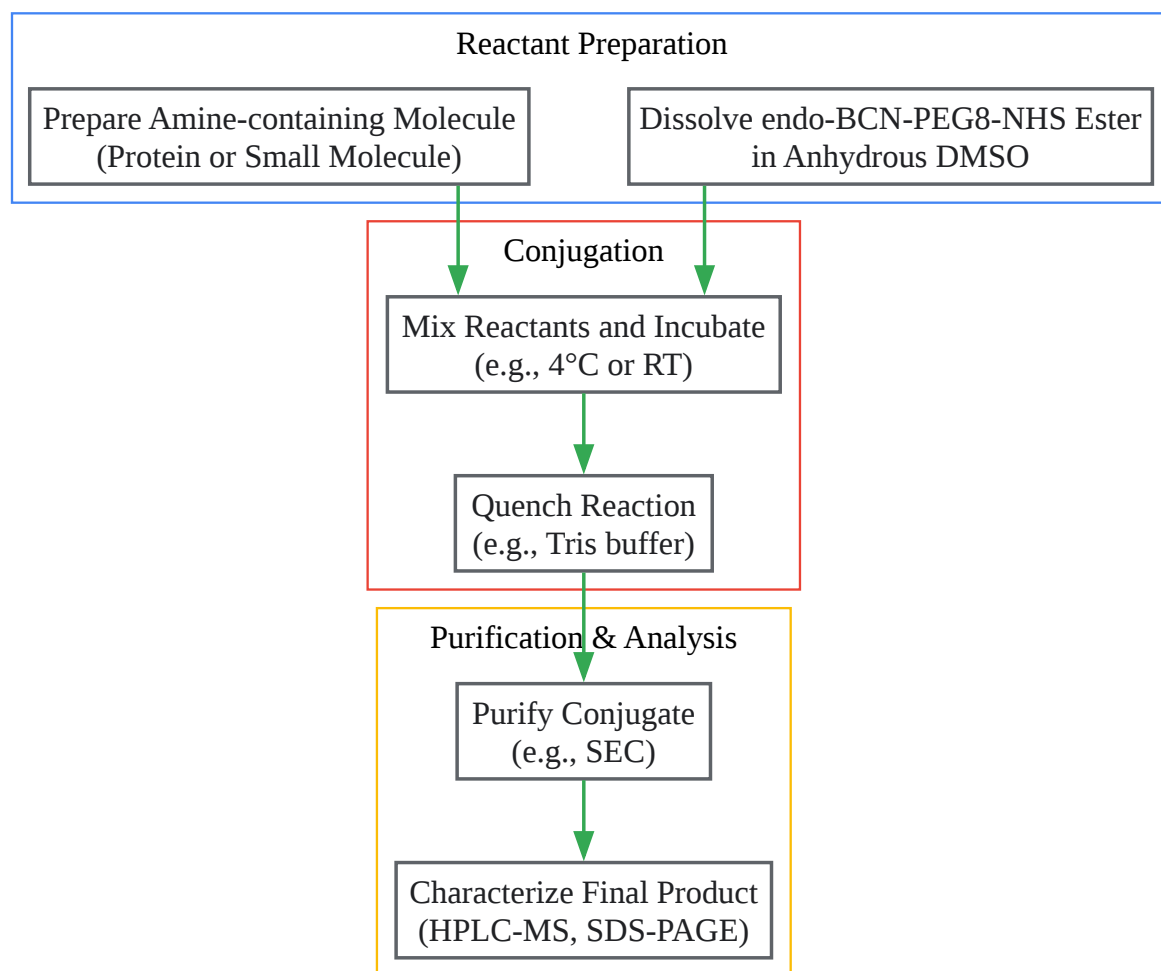 Reactant Preparation
Prepare Amine-containing Molecule
(Protein or Small Molecule)
Dissolve endo-BCN-PEG8-NHS Ester
in Anhydrous DMSO
Conjugation
Mix Reactants and Incubate
(e.g., 4°C or RT)
Quench Reaction
(e.g., Tris buffer)
Purification & Analysis
Purify Conjugate
(e.g., SEC)
Characterize Final Product
(HPLC-MS, SDS-PAGE)